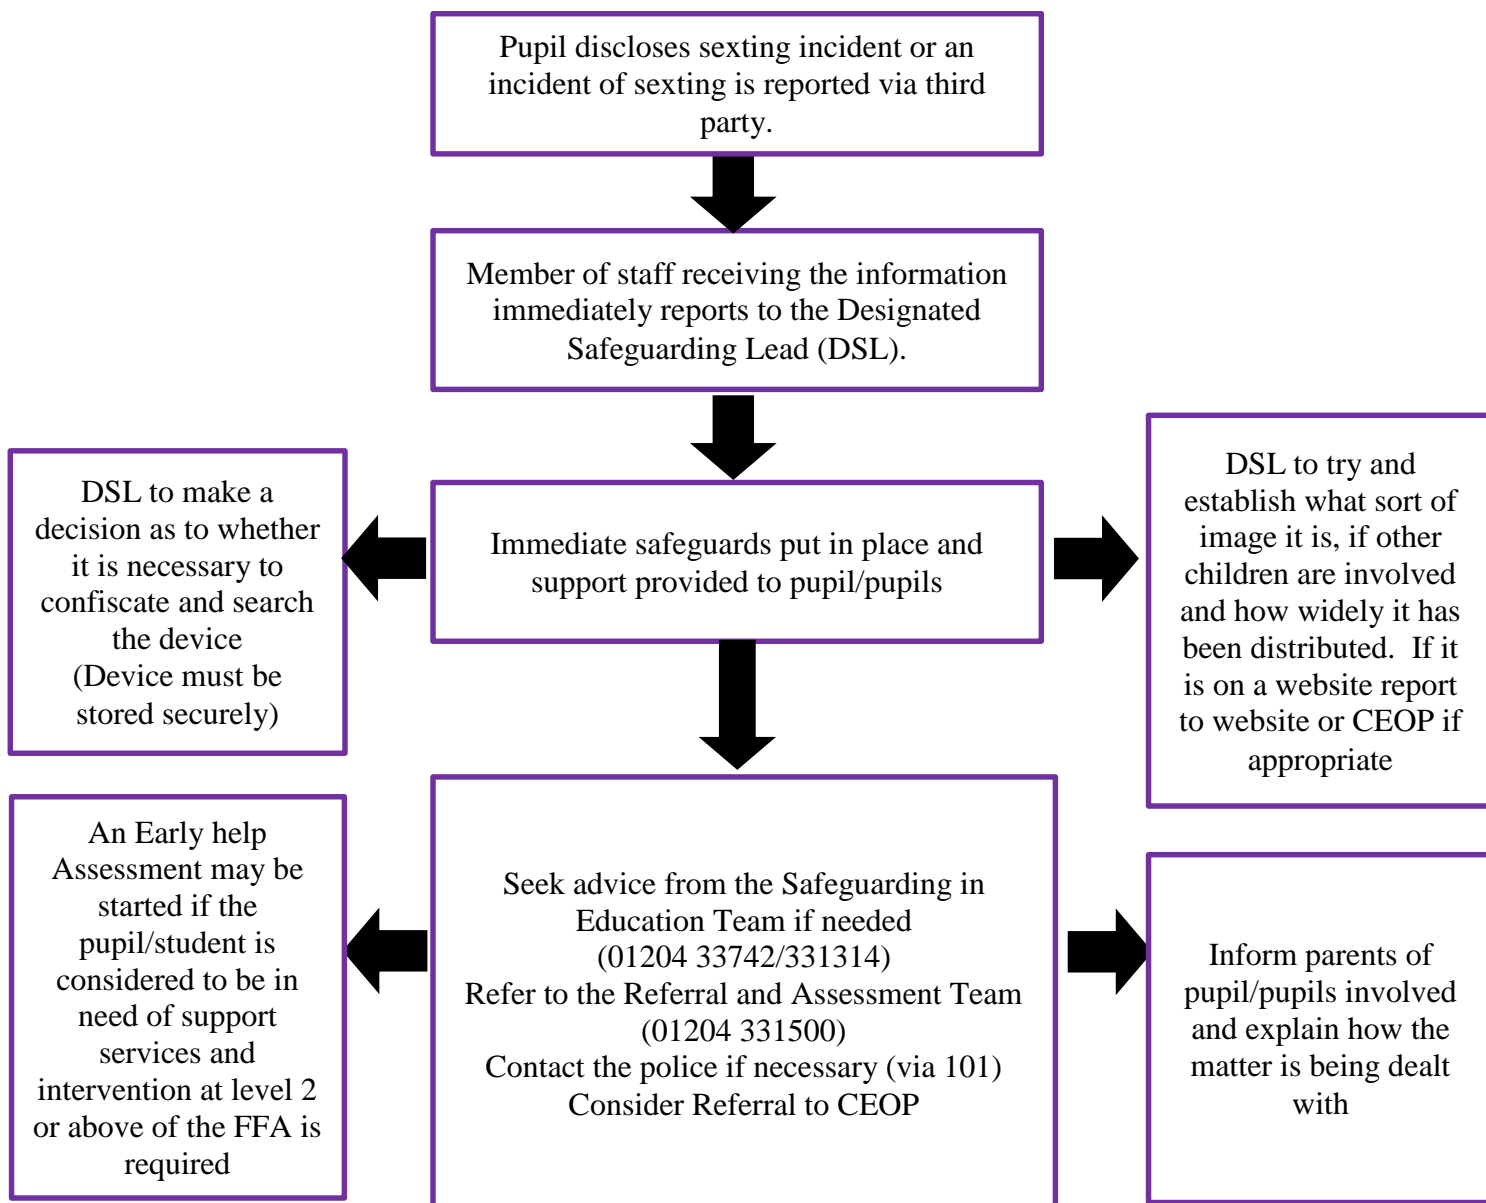 Pupil discloses sexting incident or an
incident of sexting is reported via third
party.
Member of staff receiving the information
immediately reports to the Designated
Safeguarding Lead (DSL).
DSL to make a
decision as to whether
it is necessary to
confiscate and search
the device
(Device must be
stored securely)
Immediate safeguards put in place and
support provided to pupil/pupils
DSL to try and
establish what sort of
image it is, if other
children are involved
and how widely it has
been distributed.  If it
is on a website report
to website or CEOP if
appropriate
An Early help
Assessment may be
started if the
pupil/student is
considered to be in
need of support
services and
intervention at level 2
or above of the FFA is
required
Seek advice from the Safeguarding in
Education Team if needed
(01204 33742/331314)
Refer to the Referral and Assessment Team
(01204 331500)
Contact the police if necessary (via 101)
Consider Referral to CEOP
Inform parents of
pupil/pupils involved
and explain how the
matter is being dealt
with